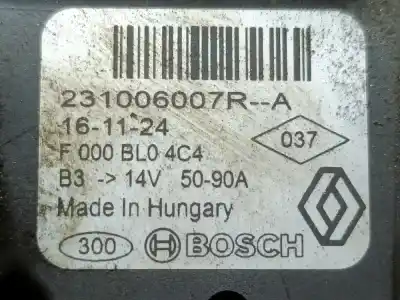 231006007R--A
16-11-24
037
F 000 BL0 4C4
B3 -> 14V 50-90A
Made In Hungary
300 BOSCH